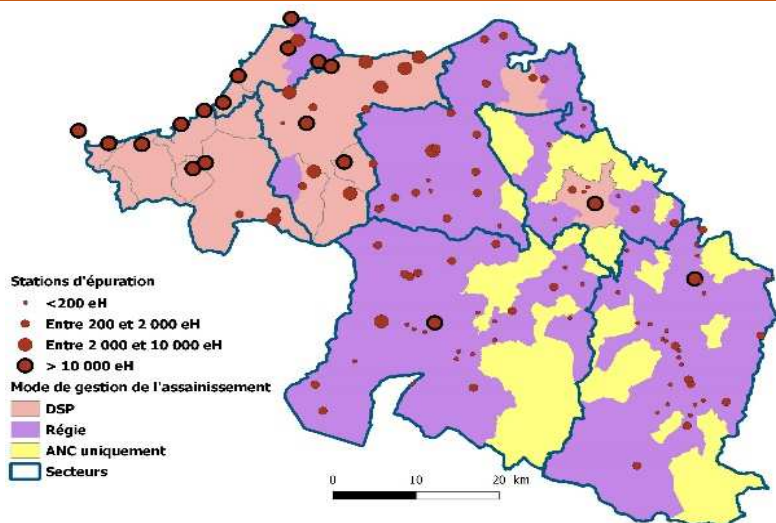 Stations d'épuration
<200 eH
Entre 200 et 2 000 eH
Entre 2 000 et 10 000 eH
> 10 000 eH
Mode de gestion de l'assainissement
DSP
Régie
ANC uniquement
Secteurs
0 10 20 km